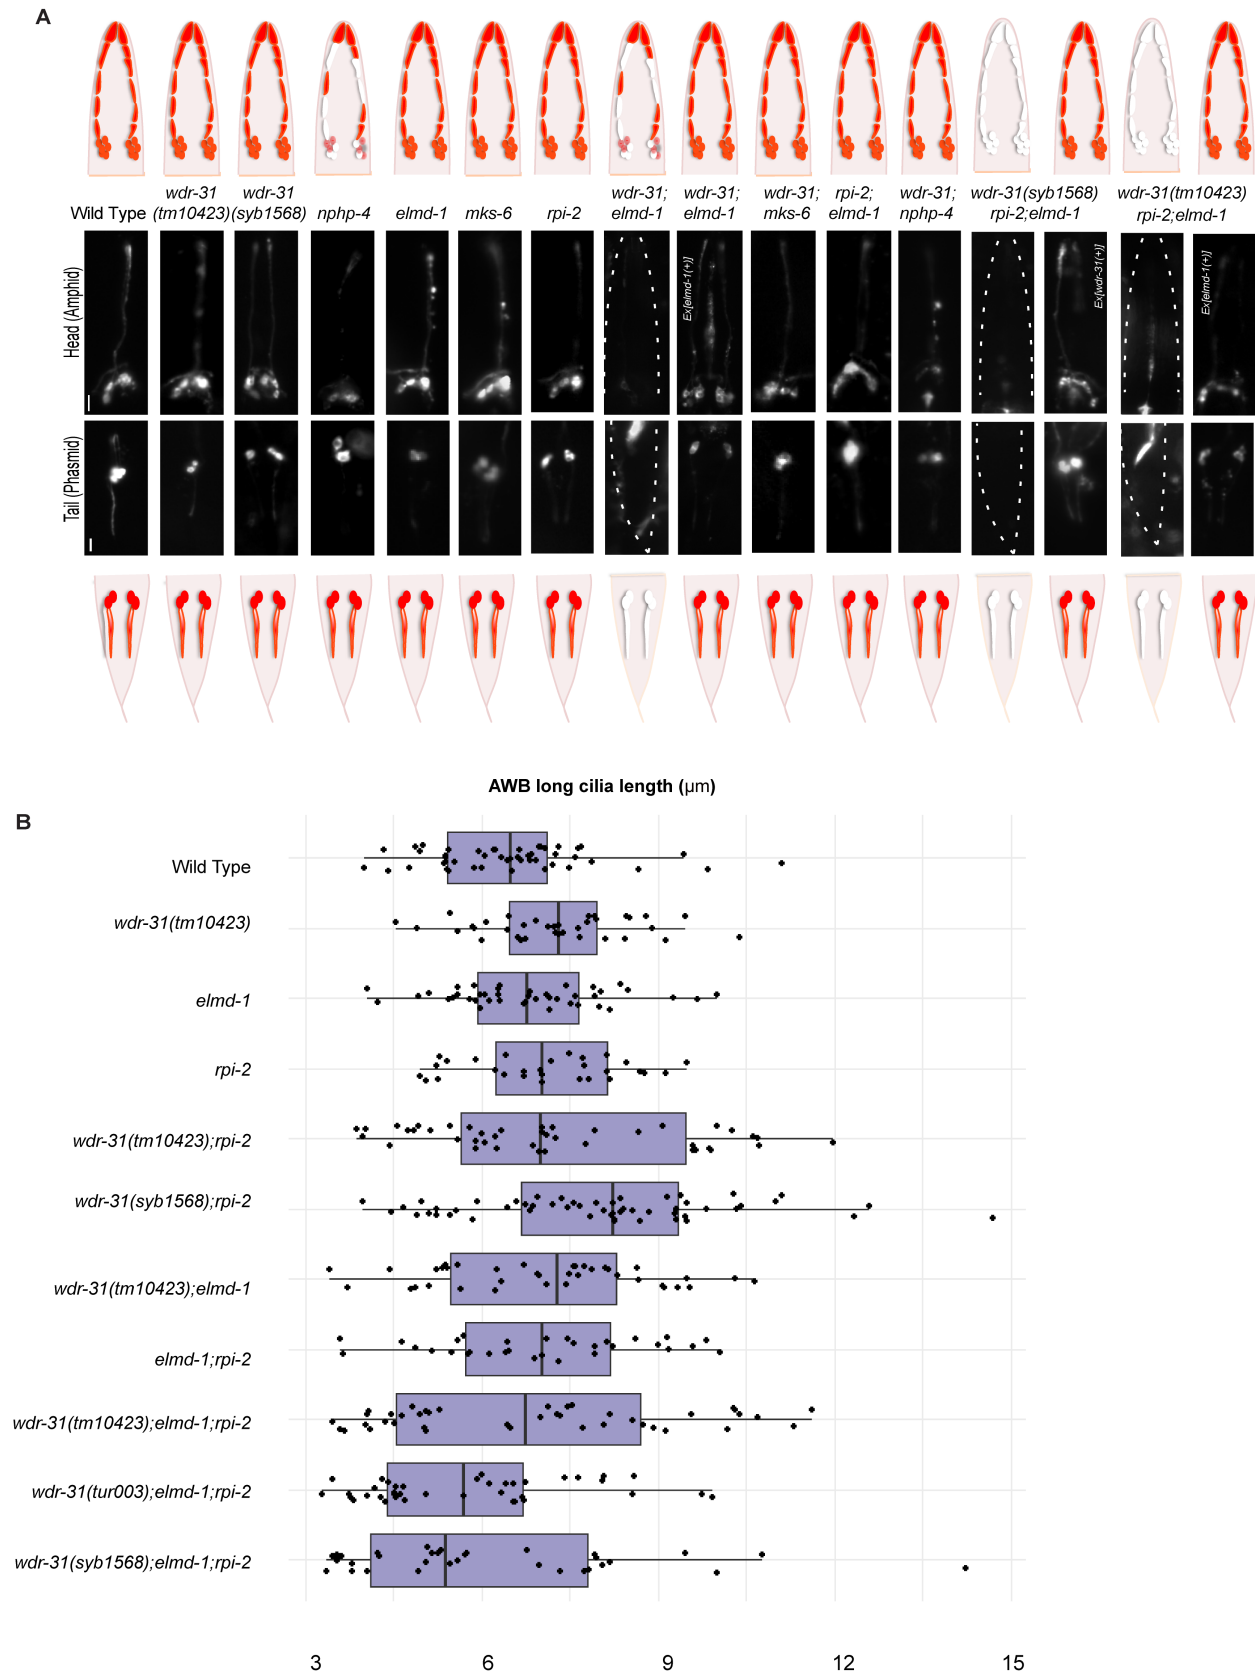 A
wdr-31 wdr-31 wdr-31; wdr-31; wdr-31; rpi-2; wdr-31; wdr-31(syb1568) wdr-31(tm10423)
Wild Type (tm10423) (syb1568) nphp-4 elmd-1 mks-6 rpi-2 elmd-1 elmd-1 mks-6 elmd-1 nphp-4 rpi-2;elmd-1 rpi-2;elmd-1
Head (Amphid)
Ex[elmd-1(+)]
Ex[wdr-31(+)]
Ex[elmd-1(+)]
Tail (Phasmid)
AWB long cilia length (µm)
B
Wild Type
wdr-31(tm10423)
elmd-1
rpi-2
wdr-31(tm10423);rpi-2
wdr-31(syb1568);rpi-2
wdr-31(tm10423);elmd-1
elmd-1;rpi-2
wdr-31(tm10423);elmd-1;rpi-2
wdr-31(tur003);elmd-1;rpi-2
wdr-31(syb1568);elmd-1;rpi-2
3 6 9 12 15